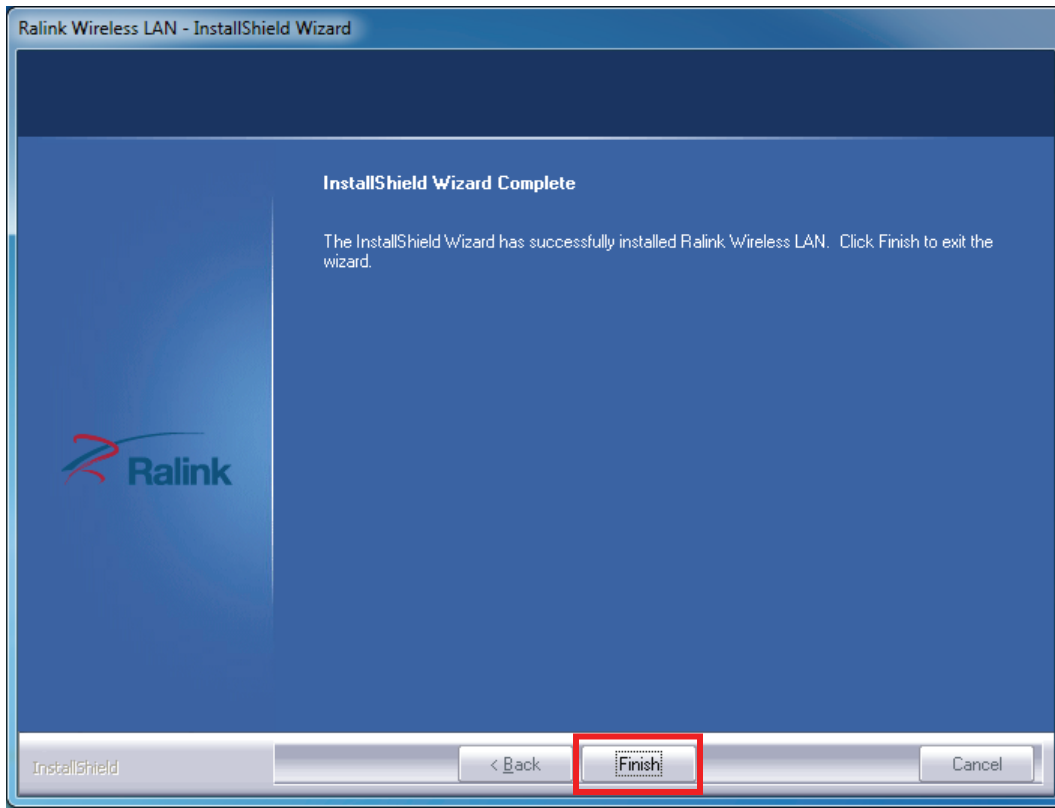 Ralink Wireless LAN - InstallShield Wizard
InstallShield Wizard Complete
The InstallShield Wizard has successfully installed Ralink Wireless LAN.  Click Finish to exit the
wizard.
Ralink
InstallShield
< Back
Finish
Cancel